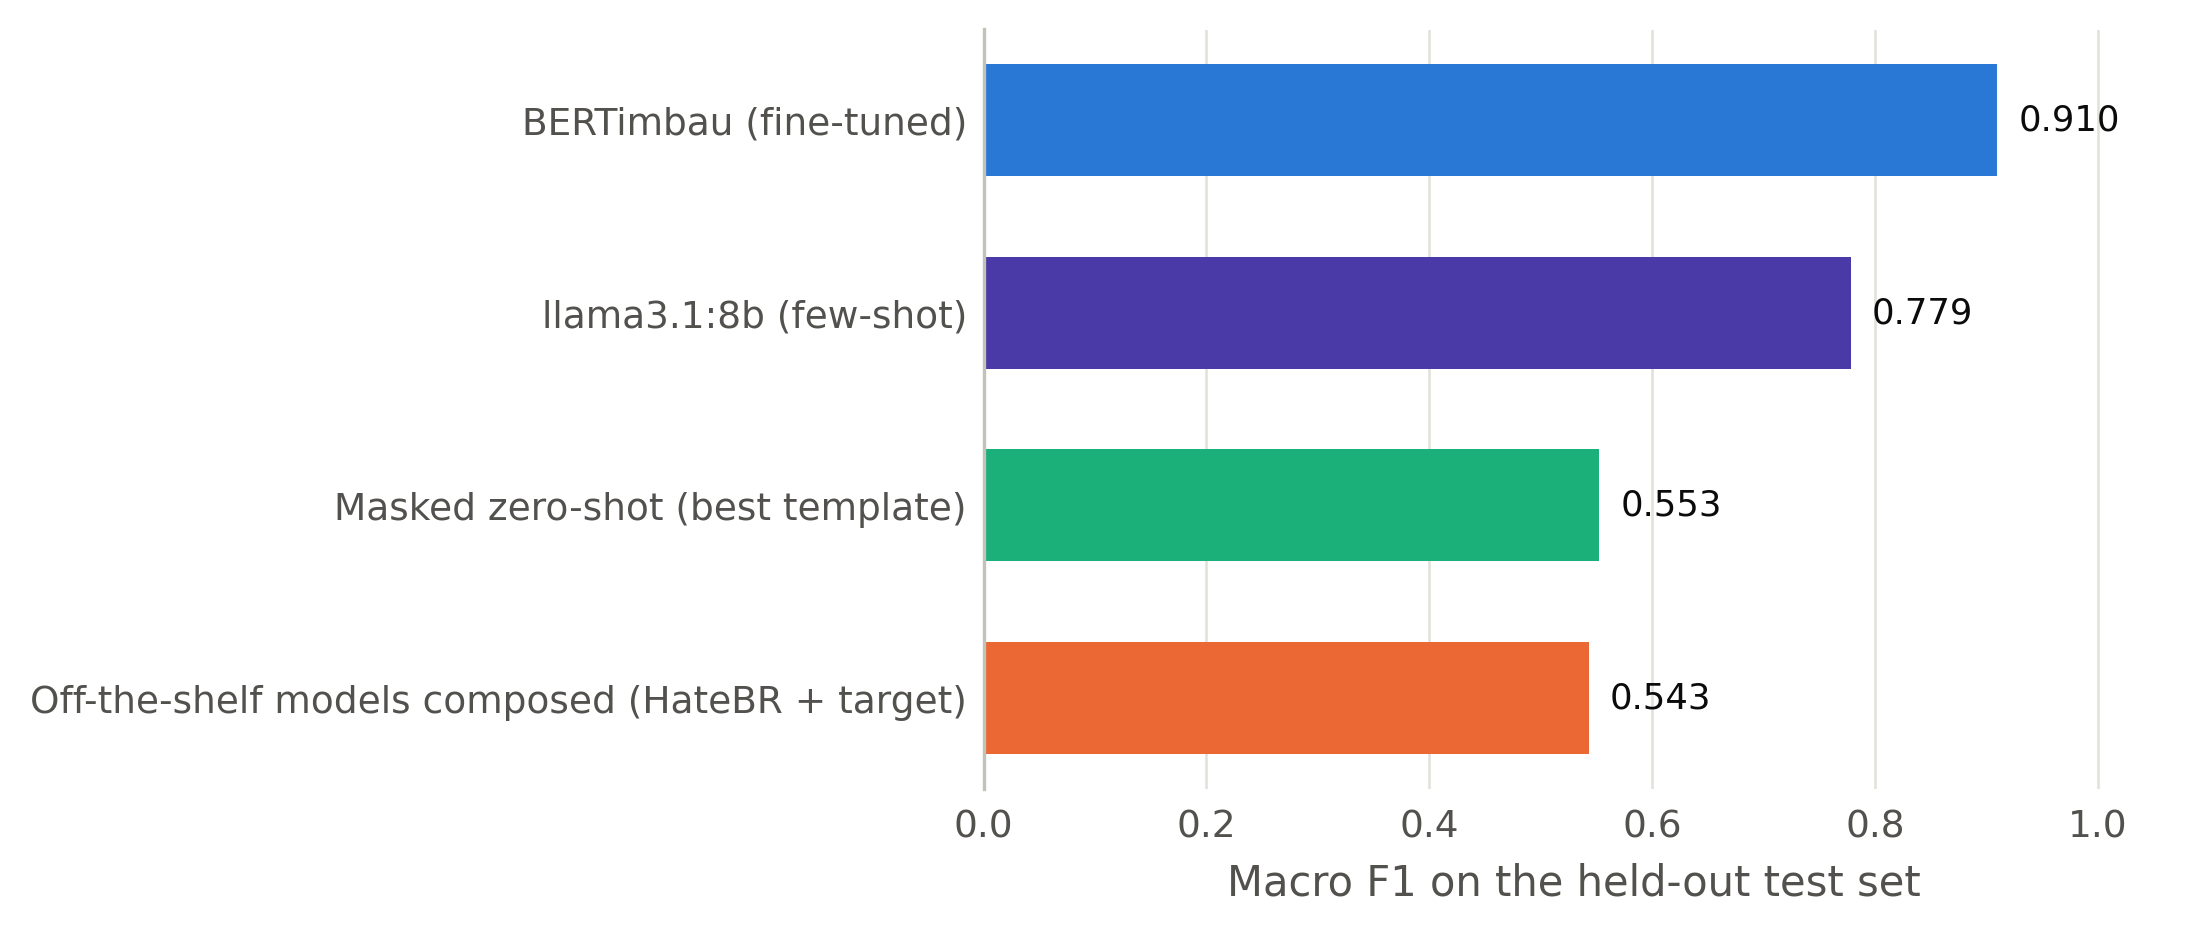 BERTimbau (fine-tuned) 0.910
llama3.1:8b (few-shot) 0.779
Masked zero-shot (best template) 0.553
Off-the-shelf models composed (HateBR + target) 0.543
0.0 0.2 0.4 0.6 0.8 1.0
Macro F1 on the held-out test set